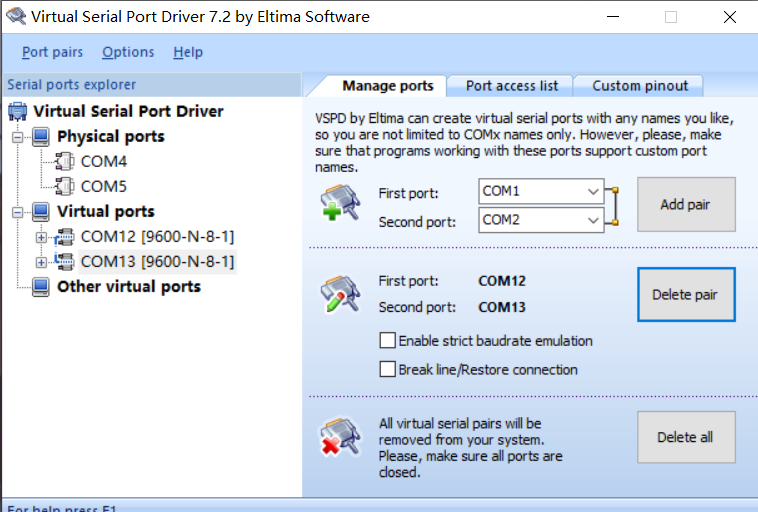 Virtual Serial Port Driver 7.2 by Eltima Software
Port pairs Options Help
Serial ports explorer
Virtual Serial Port Driver
Physical ports
COM4
COM5
Virtual ports
COM12 [9600-N-8-1]
COM13 [9600-N-8-1]
Other virtual ports
Manage ports Port access list Custom pinout
VSPD by Eltima can create virtual serial ports with any names you like,
so you are not limited to COMx names only. However, please, make
sure that programs working with these ports support custom port
names.
First port: COM1
Second port: COM2
Add pair
First port: COM12
Second port: COM13
Delete pair
Enable strict baudrate emulation
Break line/Restore connection
All virtual serial pairs will be
removed from your system.
Please, make sure all ports are
closed.
Delete all
For help press F1